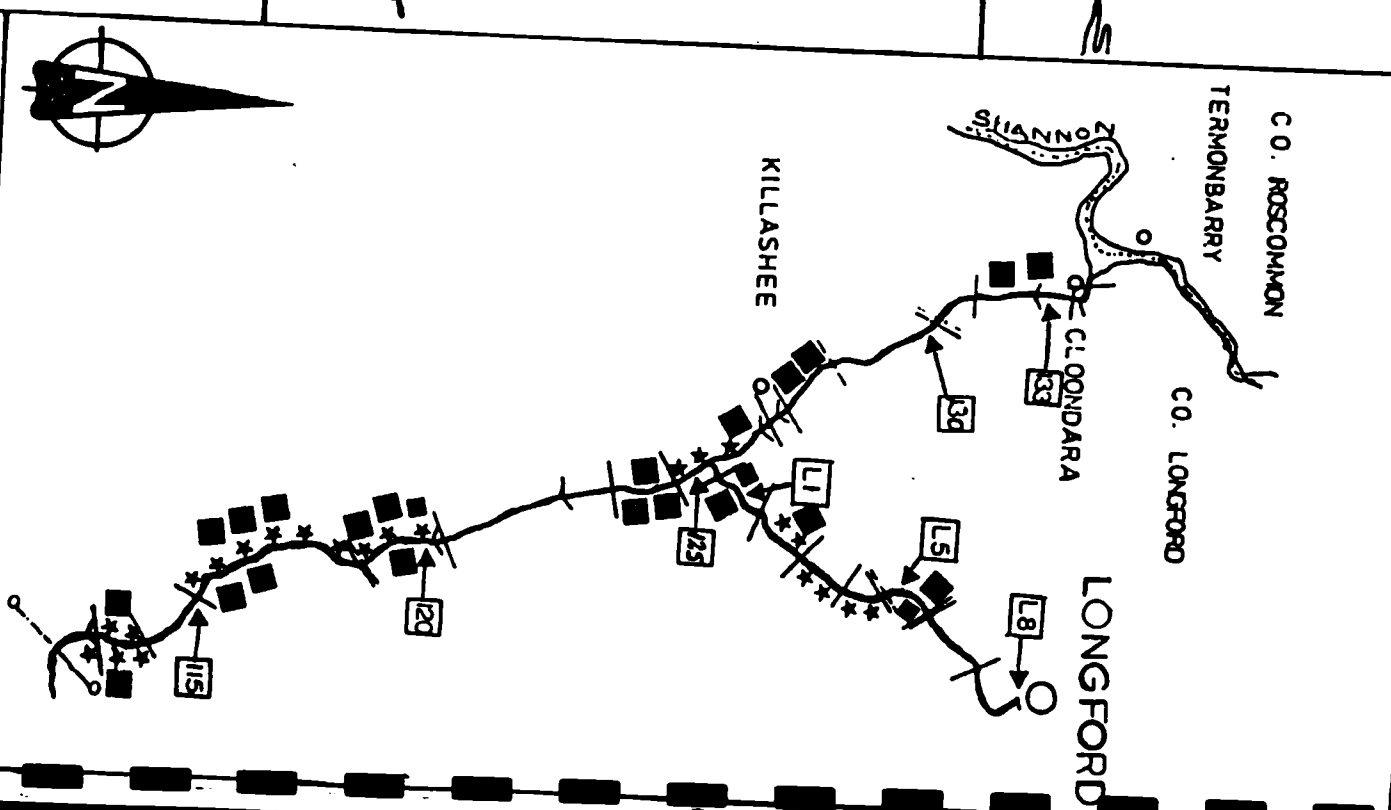 N
SHANNON
TERMONBARRY
CO. ROSCOMMON
KILLASHEE
CLOONDARA
CO. LONGFORD
LONGFORD
133
130
L1
L5
L8
125
120
115